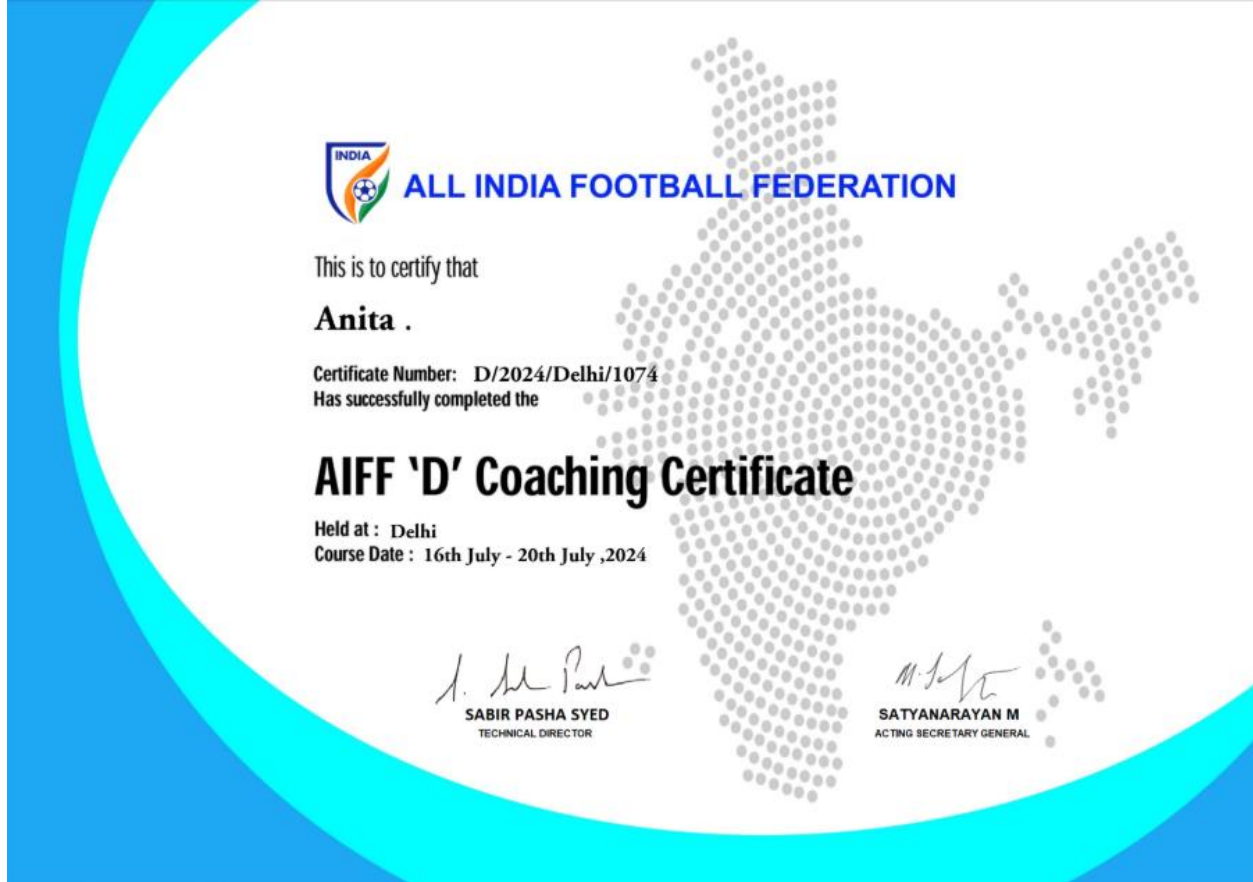 INDIA
ALL INDIA FOOTBALL FEDERATION
This is to certify that
Anita .
Certificate Number: D/2024/Delhi/1074
Has successfully completed the
AIFF ‘D’ Coaching Certificate
Held at : Delhi
Course Date : 16th July - 20th July ,2024
SABIR PASHA SYED
TECHNICAL DIRECTOR
SATYANARAYAN M
ACTING SECRETARY GENERAL